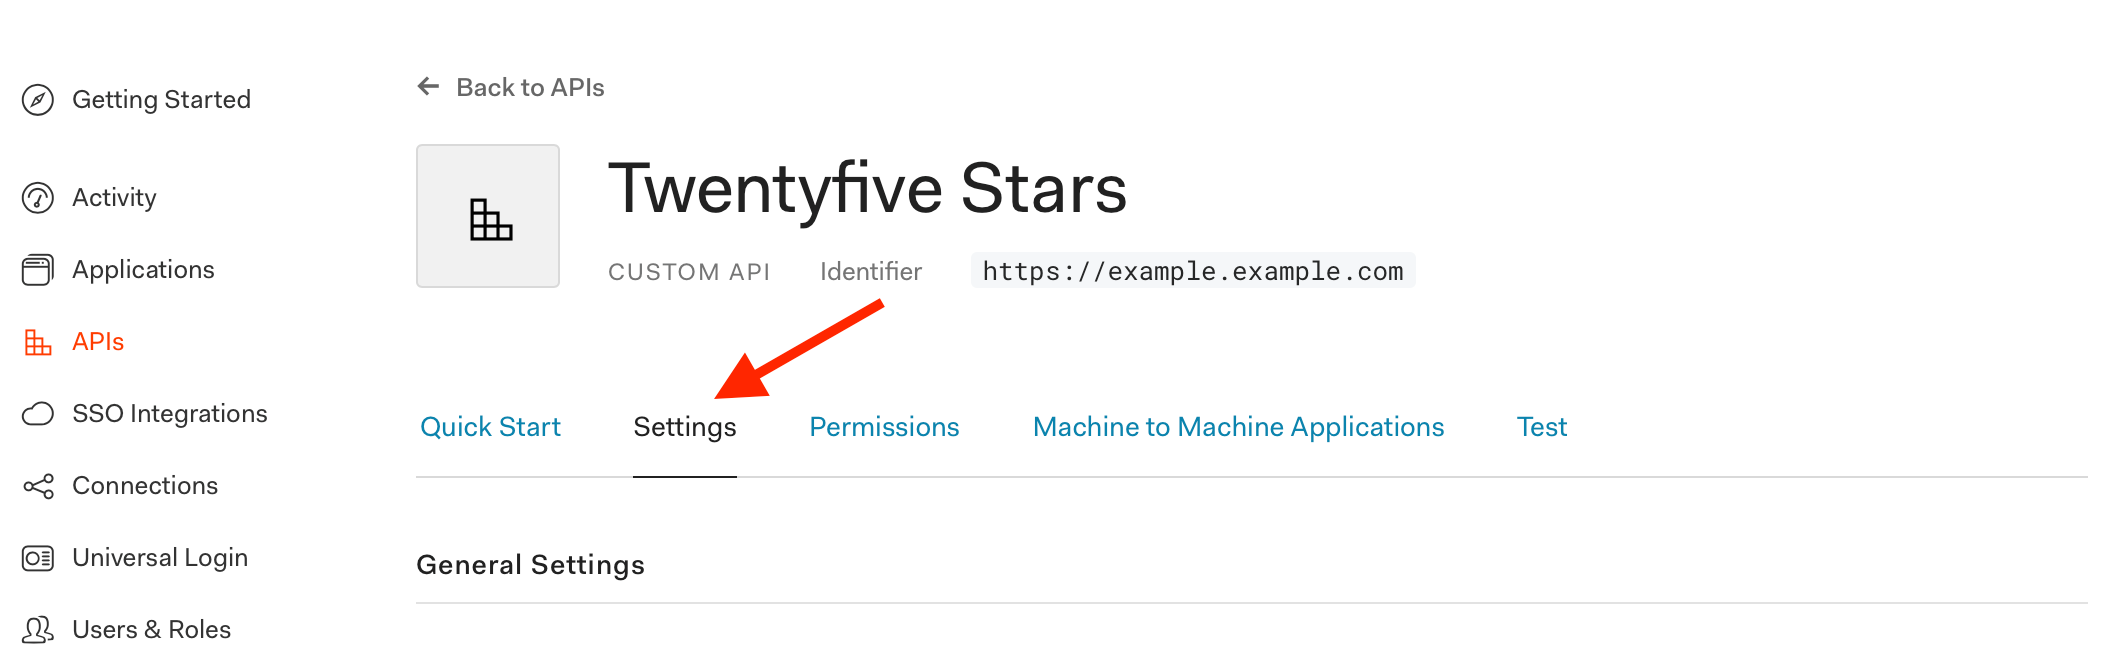 Getting Started
Activity
Applications
APIs
SSO Integrations
Connections
Universal Login
Users & Roles
Back to APIs
Twentyfive Stars
CUSTOM API Identifier https://example.example.com
Quick Start Settings Permissions Machine to Machine Applications Test
General Settings